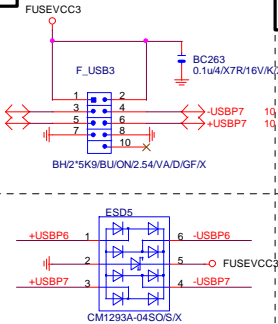 FUSEVCC3
BC263
0.1u/4/X7R/16V/K/
F_USB3
1 2
3 4 -USBP7 10
5 6 +USBP7 10
7 8
10
BH/2*5K9/BU/ON/2.54/VA/D/GF/X
ESD5
+USBP6 1 6 -USBP6
2 5 FUSEVCC3
+USBP7 3 4 -USBP7
CM1293A-04SO/S/X